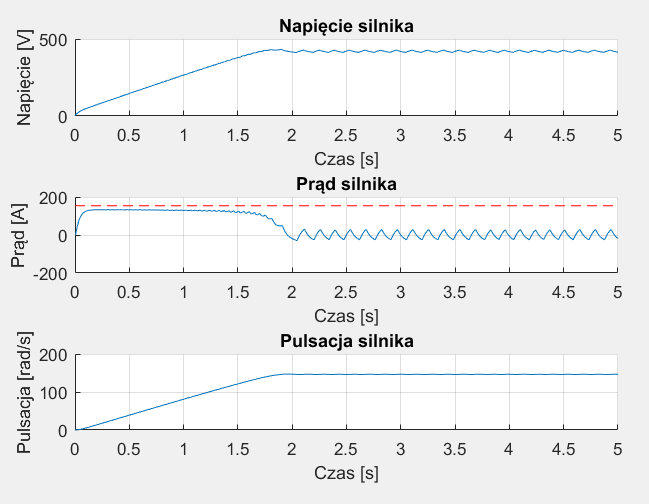 Napięcie silnika
Napięcie [V]
500
0
0 0.5 1 1.5 2 2.5 3 3.5 4 4.5 5
Czas [s]
Prąd silnika
Prąd [A]
200
0
-200
0 0.5 1 1.5 2 2.5 3 3.5 4 4.5 5
Czas [s]
Pulsacja silnika
Pulsacja [rad/s]
200
100
0
0 0.5 1 1.5 2 2.5 3 3.5 4 4.5 5
Czas [s]